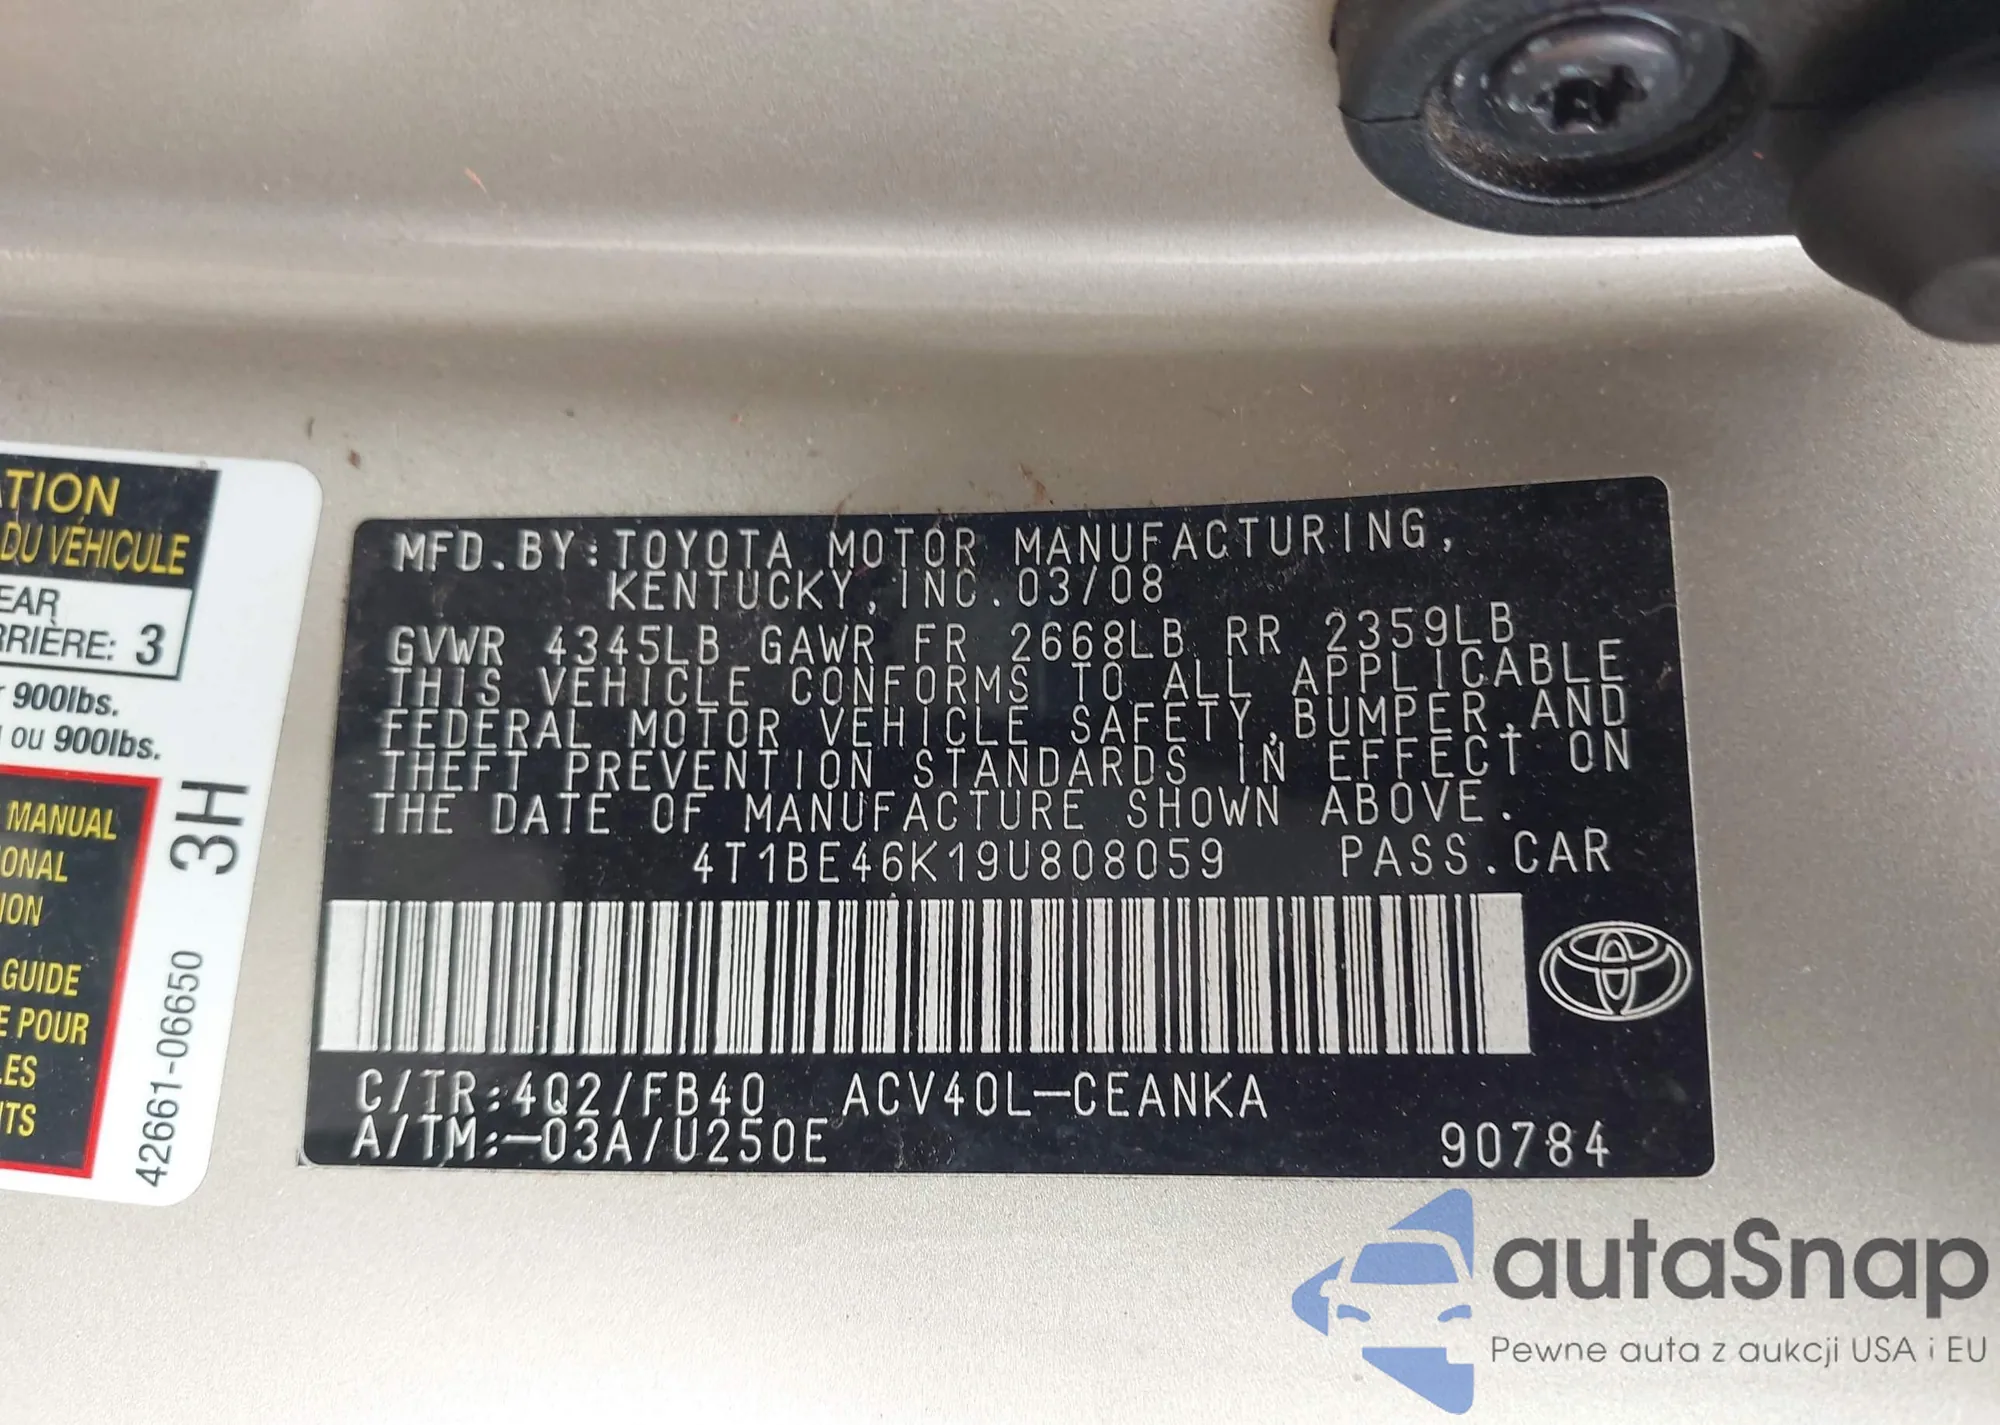 ATION
DU VÉHICULE
EAR
RRIÈRE: 3
900lbs.
ou 900lbs.
MANUAL
IONAL
ION
GUIDE
E POUR
LES
NTS
3H
42661-06650
MFD.BY:TOYOTA MOTOR MANUFACTURING,
KENTUCKY,INC.03/08
GVWR 4345LB GAWR FR 2668LB RR 2359LB
THIS VEHICLE CONFORMS TO ALL APPLICABLE
FEDERAL MOTOR VEHICLE SAFETY,BUMPER,AND
THEFT PREVENTION STANDARDS IN EFFECT ON
THE DATE OF MANUFACTURE SHOWN ABOVE.
4T1BE46K19U808059 PASS.CAR
C/TR:4Q2/FB40 ACV40L-CEANKA
A/TM:-03A/U250E 90784
autaSnap
Pewne auta z aukcji USA i EU